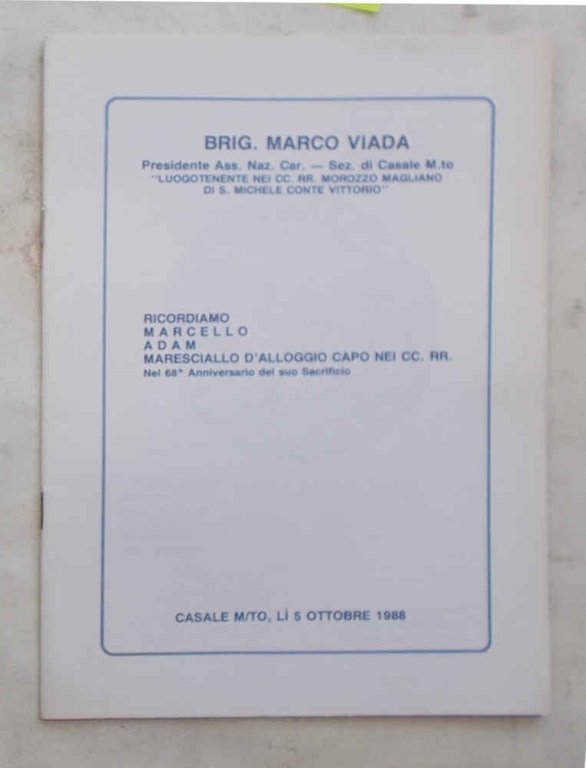 BRIG. MARCO VIADA
Presidente Ass. Naz. Car. — Sez. di Casale M.to
"LUOGOTENENTE NEI CC. RR. MOROZZO MAGLIANO
DI S. MICHELE CONTE VITTORIO"
RICORDIAMO
MARCELLO
ADAM
MARESCIALLO D'ALLOGGIO CAPO NEI CC. RR.
Nel 68° Anniversario del suo Sacrificio
CASALE M/TO, LÌ 5 OTTOBRE 1988